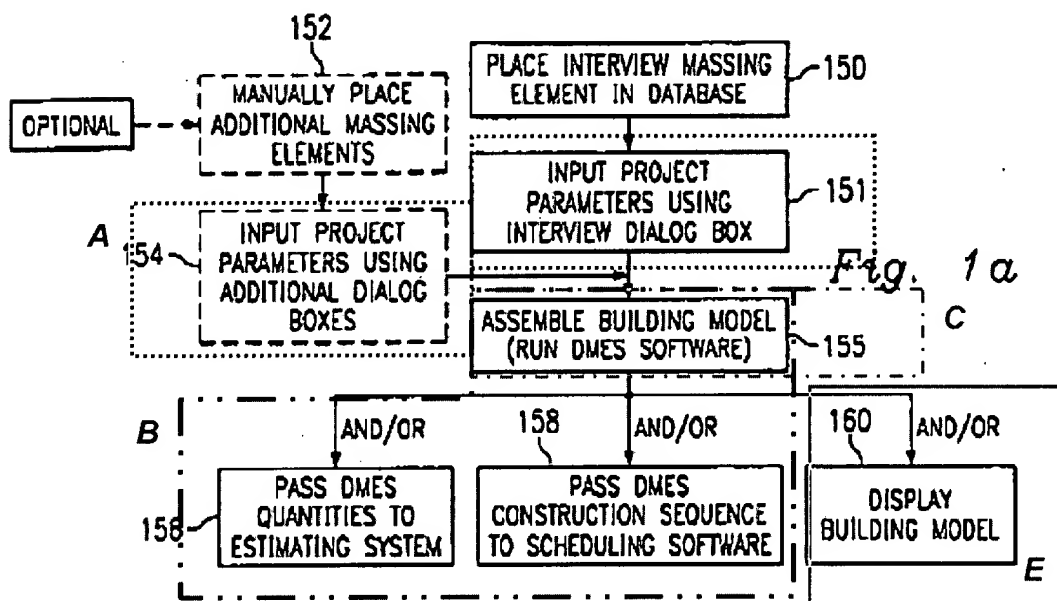 152
PLACE INTERVIEW MASSING
ELEMENT IN DATABASE
150
OPTIONAL
MANUALLY PLACE
ADDITIONAL MASSING
ELEMENTS
INPUT PROJECT
PARAMETERS USING
INTERVIEW DIALOG BOX
151
A
154
INPUT PROJECT
PARAMETERS USING
ADDITIONAL DIALOG
BOXES
Fig. 1a
ASSEMBLE BUILDING MODEL
(RUN DMES SOFTWARE)
155
C
B
AND/OR
158
AND/OR
160
AND/OR
158
PASS DMES
QUANTITIES TO
ESTIMATING SYSTEM
PASS DMES
CONSTRUCTION SEQUENCE
TO SCHEDULING SOFTWARE
DISPLAY
BUILDING MODEL
E